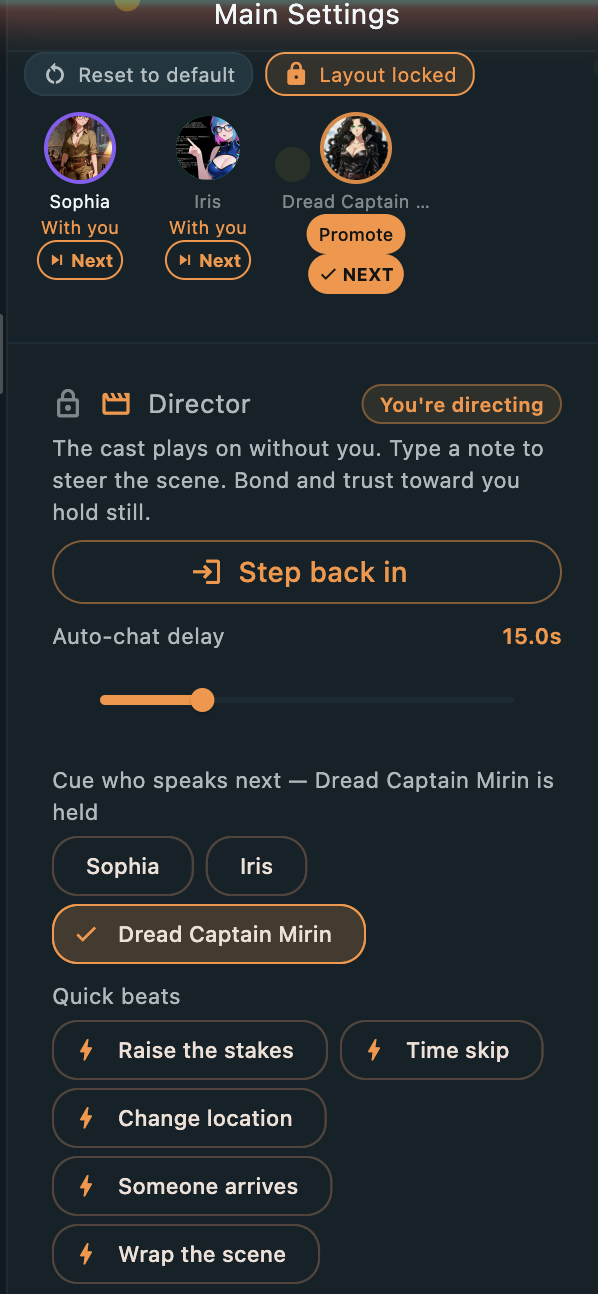 Main Settings
Reset to default
Layout locked
Sophia
Iris
Dread Captain ...
With you
With you
Promote
Next
Next
NEXT
Director
You're directing
The cast plays on without you. Type a note to
steer the scene. Bond and trust toward you
hold still.
Step back in
Auto-chat delay
15.0s
Cue who speaks next — Dread Captain Mirin is
held
Sophia
Iris
Dread Captain Mirin
Quick beats
Raise the stakes
Time skip
Change location
Someone arrives
Wrap the scene